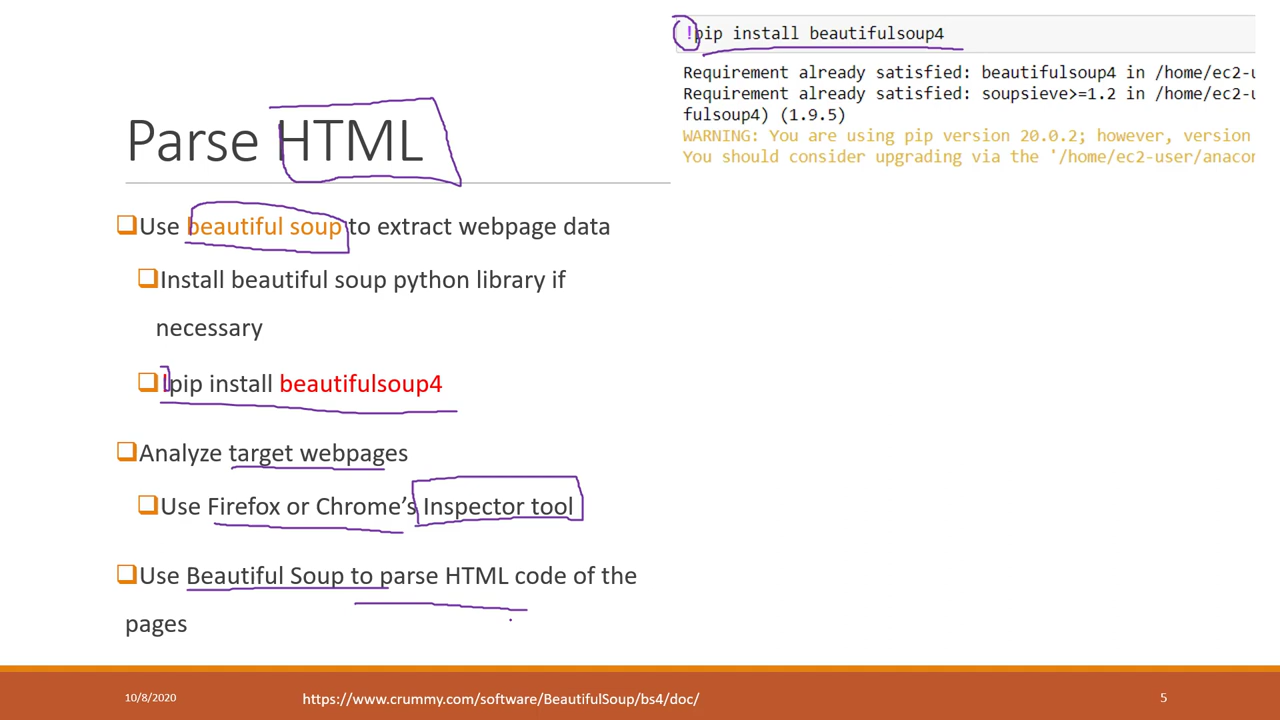 !pip install beautifulsoup4
Requirement already satisfied: beautifulsoup4 in /home/ec2-u
Requirement already satisfied: soupsieve>=1.2 in /home/ec2-u
fulsoup4) (1.9.5)
WARNING: You are using pip version 20.0.2; however, version
You should consider upgrading via the '/home/ec2-user/anacon
Parse HTML
Use beautiful soup to extract webpage data
Install beautiful soup python library if
necessary
!pip install beautifulsoup4
Analyze target webpages
Use Firefox or Chrome’s Inspector tool
Use Beautiful Soup to parse HTML code of the
pages
10/8/2020
https://www.crummy.com/software/BeautifulSoup/bs4/doc/
5